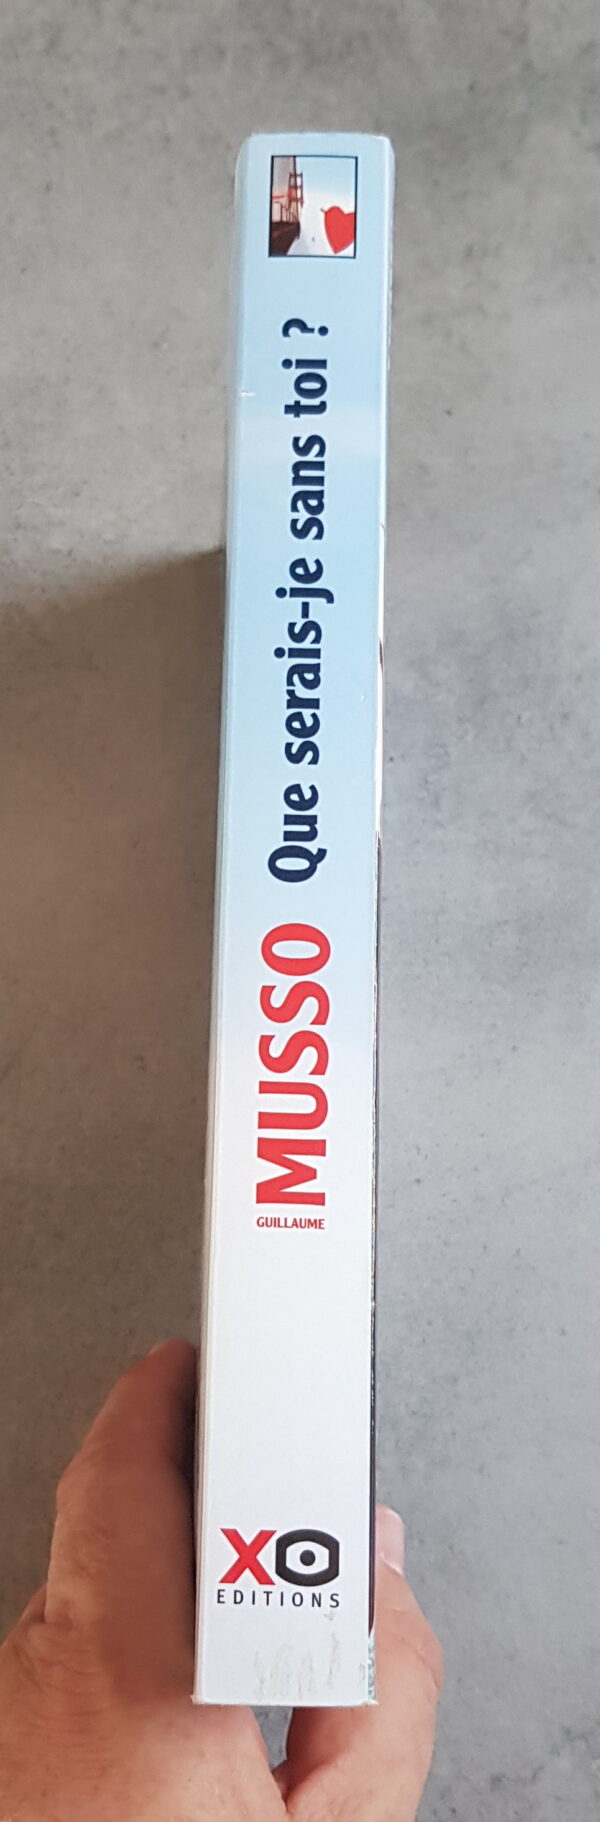 Que serais-je sans toi ?
MUSSO
GUILLAUME
XO
EDITIONS